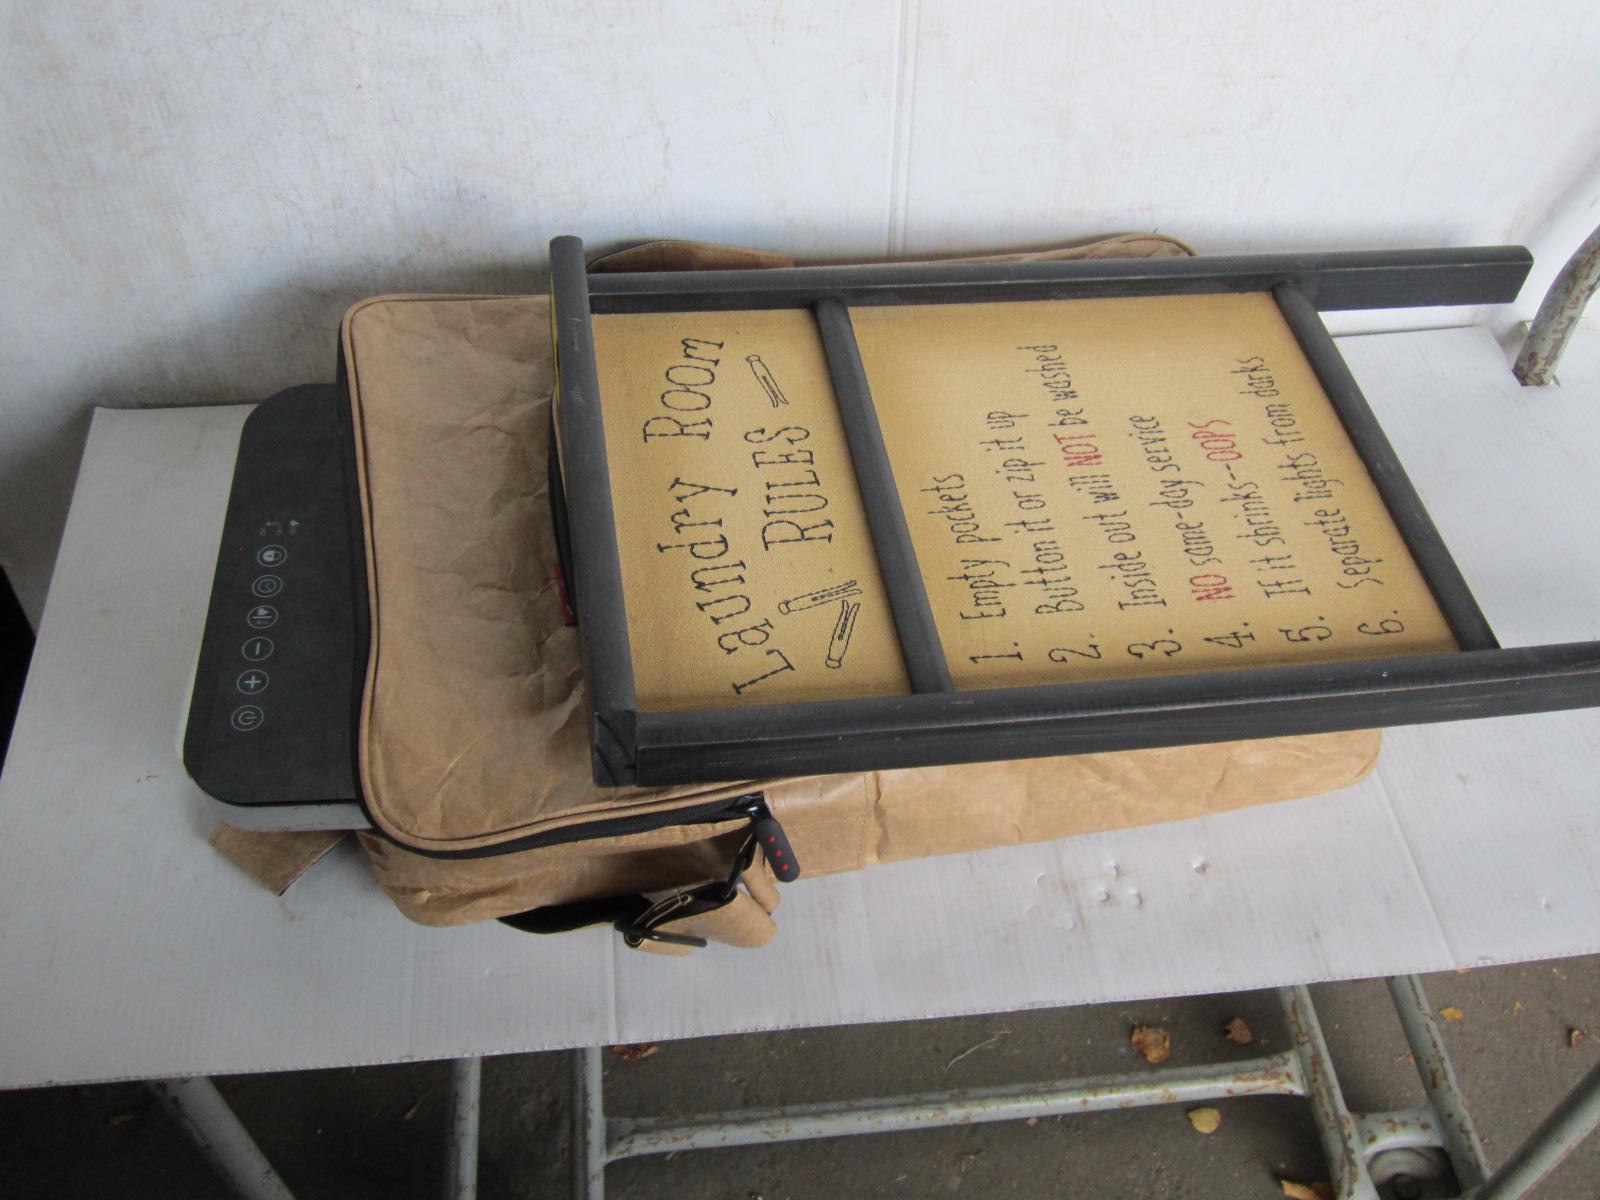 Laundry Room
RULES
1. Empty pockets
2. Button it or zip it up
3. Inside out will NOT be washed
4. NO same day service
5. If it shrinks--OOPS
6. Separate lights from darks